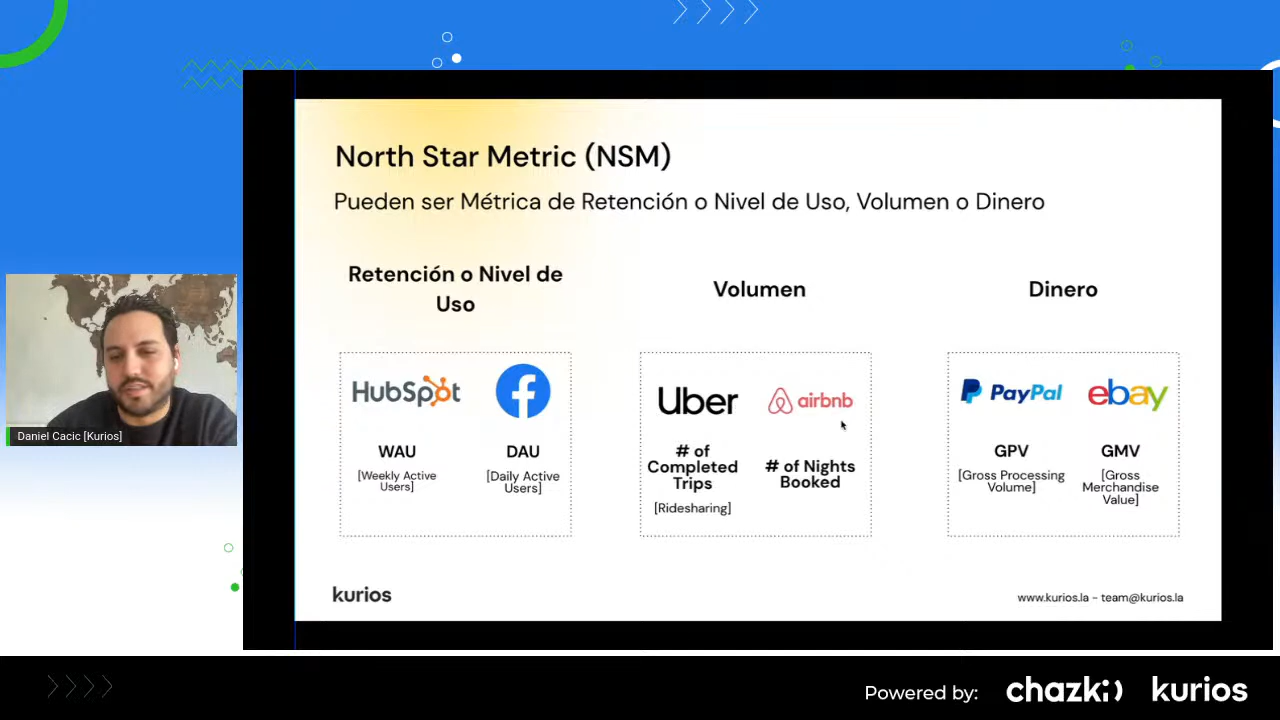 North Star Metric (NSM)
Pueden ser Métrica de Retención o Nivel de Uso, Volumen o Dinero
Retención o Nivel de
Uso
HubSpot
WAU
[Weekly Active
Users]
DAU
[Daily Active
Users]
Volumen
Uber
# of
Completed
Trips
[Ridesharing]
airbnb
# of Nights
Booked
Dinero
PayPal
GPV
[Gross Processing
Volume]
ebay
GMV
[Gross
Merchandise
Value]
kurios
www.kurios.la - team@kurios.la
Daniel Cacic [Kurios]
Powered by: chazki kurios